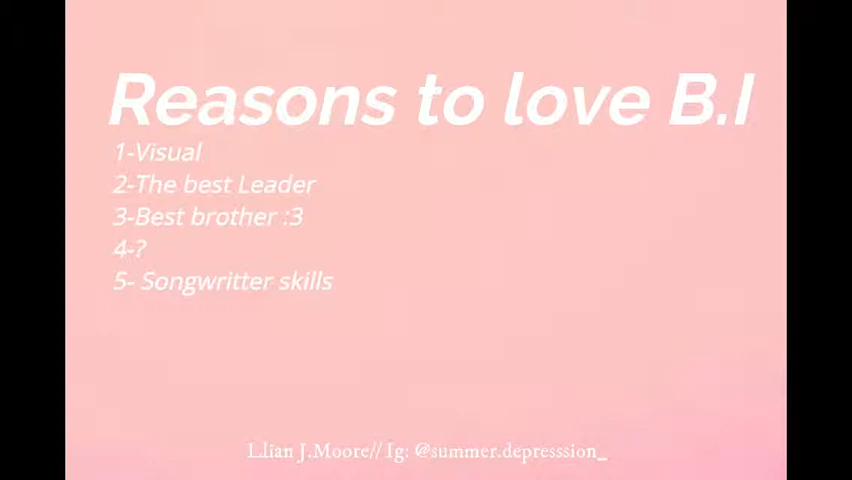 Reasons to love B.I
1-Visual
2-The best Leader
3-Best brother :3
4-?
5- Songwritter skills
L.lian J.Moore// Ig: @summer.depresssion_